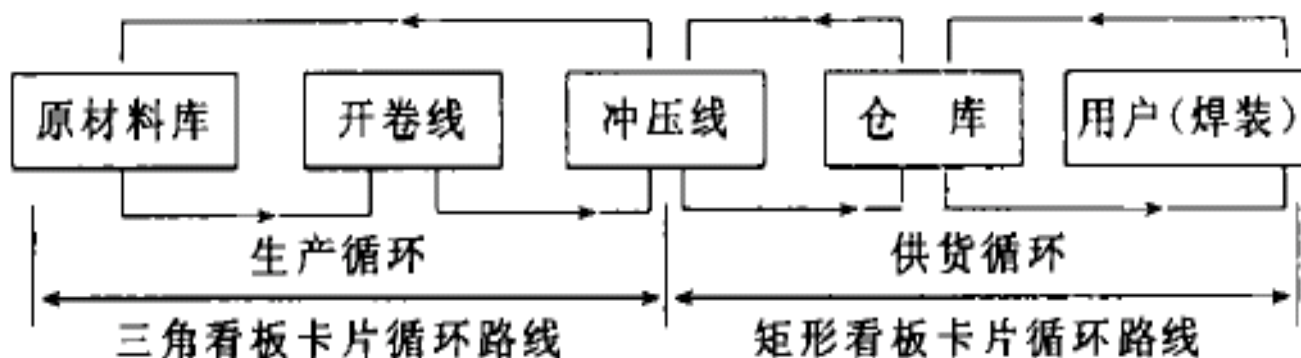 原材料库 开卷线 冲压线 仓 库 用户(焊装)
生产循环 供货循环
三角看板卡片循环路线 矩形看板卡片循环路线